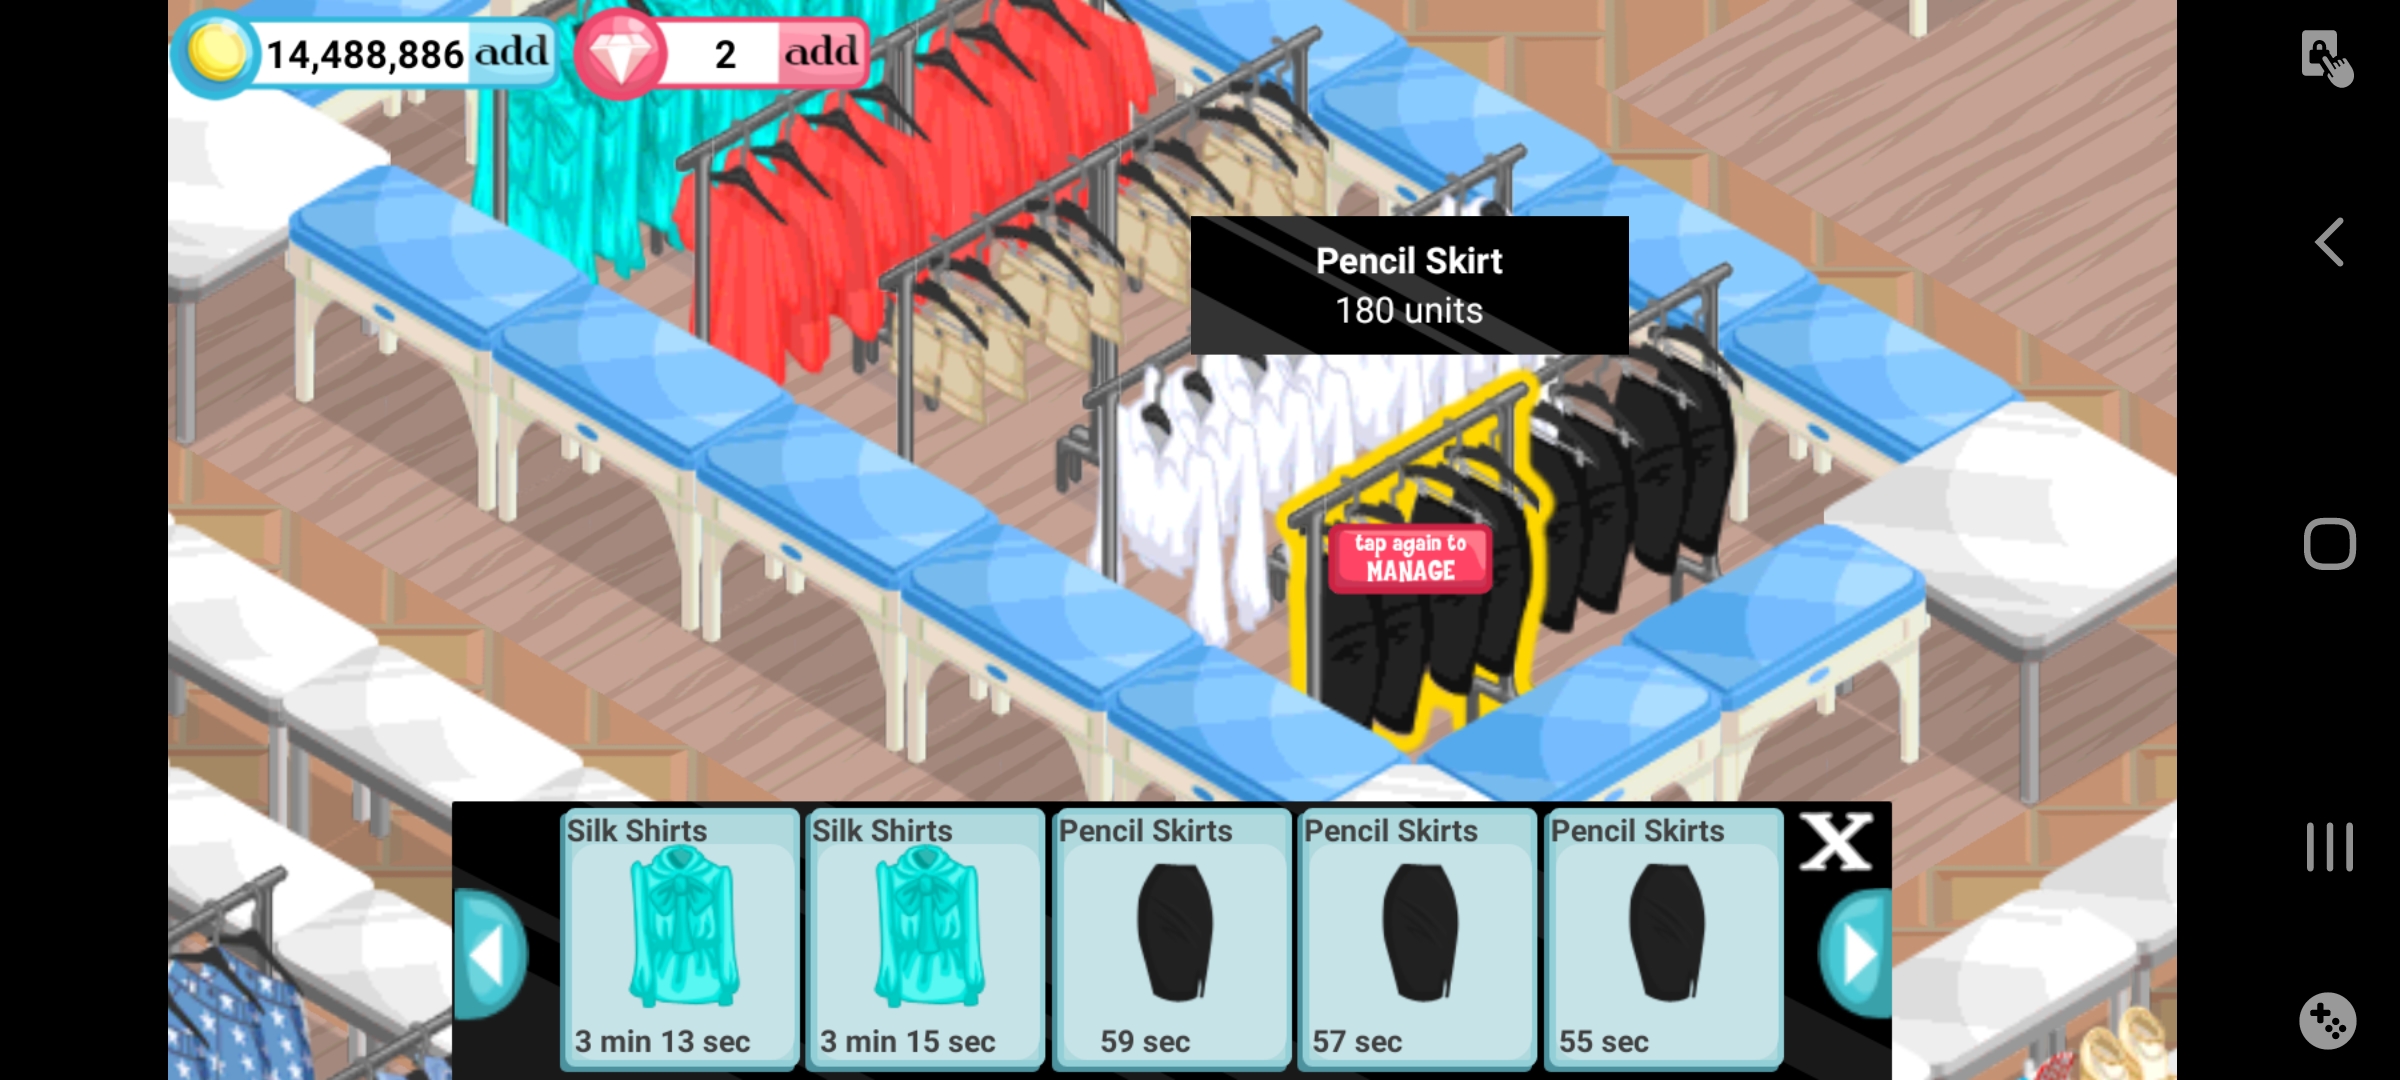 14,488,886 add
2 add
Pencil Skirt
180 units
tap again to
MANAGE
Silk Shirts
3 min 13 sec
Silk Shirts
3 min 15 sec
Pencil Skirts
59 sec
Pencil Skirts
57 sec
Pencil Skirts
55 sec
X